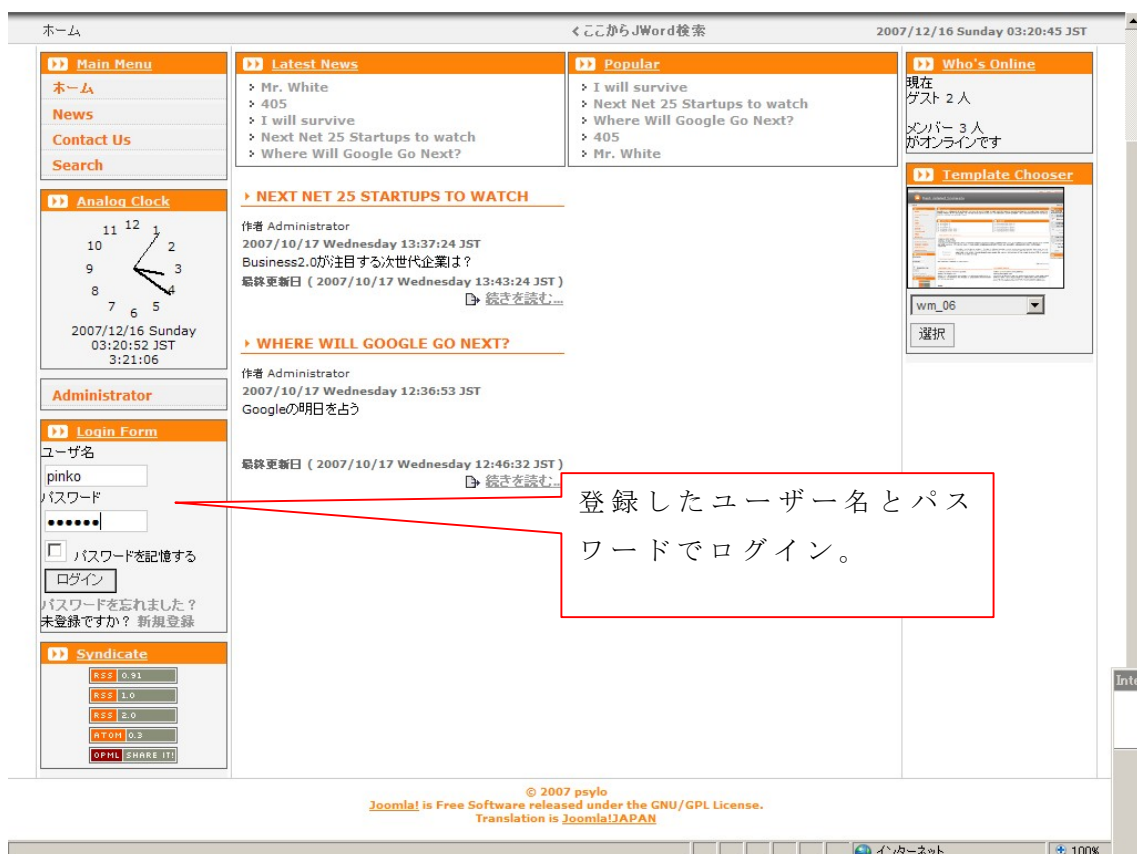 ホーム
くここからJWord検索
2007/12/16 Sunday 03:20:45 JST
Main Menu
ホーム
News
Contact Us
Search
Analog Clock
11 12 1
10 2
9 3
8 4
7 6 5
2007/12/16 Sunday
03:20:52 JST
3:21:06
Administrator
Login Form
ユーザ名
pinko
パスワード
●●●●●●
パスワードを記憶する
ログイン
パスワードを忘れました?
未登録ですか? 新規登録
Syndicate
RSS 0.91
RSS 1.0
RSS 2.0
ATOM 0.3
OPML SHARE IT!
Latest News
Mr. White
405
I will survive
Next Net 25 Startups to watch
Where Will Google Go Next?
Popular
I will survive
Next Net 25 Startups to watch
Where Will Google Go Next?
405
Mr. White
NEXT NET 25 STARTUPS TO WATCH
作者 Administrator
2007/10/17 Wednesday 13:37:24 JST
Business2.0が注目する次世代企業は?
最終更新日 ( 2007/10/17 Wednesday 13:43:24 JST )
続きを読む...
WHERE WILL GOOGLE GO NEXT?
作者 Administrator
2007/10/17 Wednesday 12:36:53 JST
Googleの明日を占う
最終更新日 ( 2007/10/17 Wednesday 12:46:32 JST )
続きを読む...
登録したユーザー名とパス
ワードでログイン。
Who's Online
現在
ゲスト 2 人
メンバー 3 人
がオンラインです
Template Chooser
wm_06
選択
Inte
© 2007 psylo
Joomla! is Free Software released under the GNU/GPL License.
Translation is Joomla!JAPAN
インターネット
100%